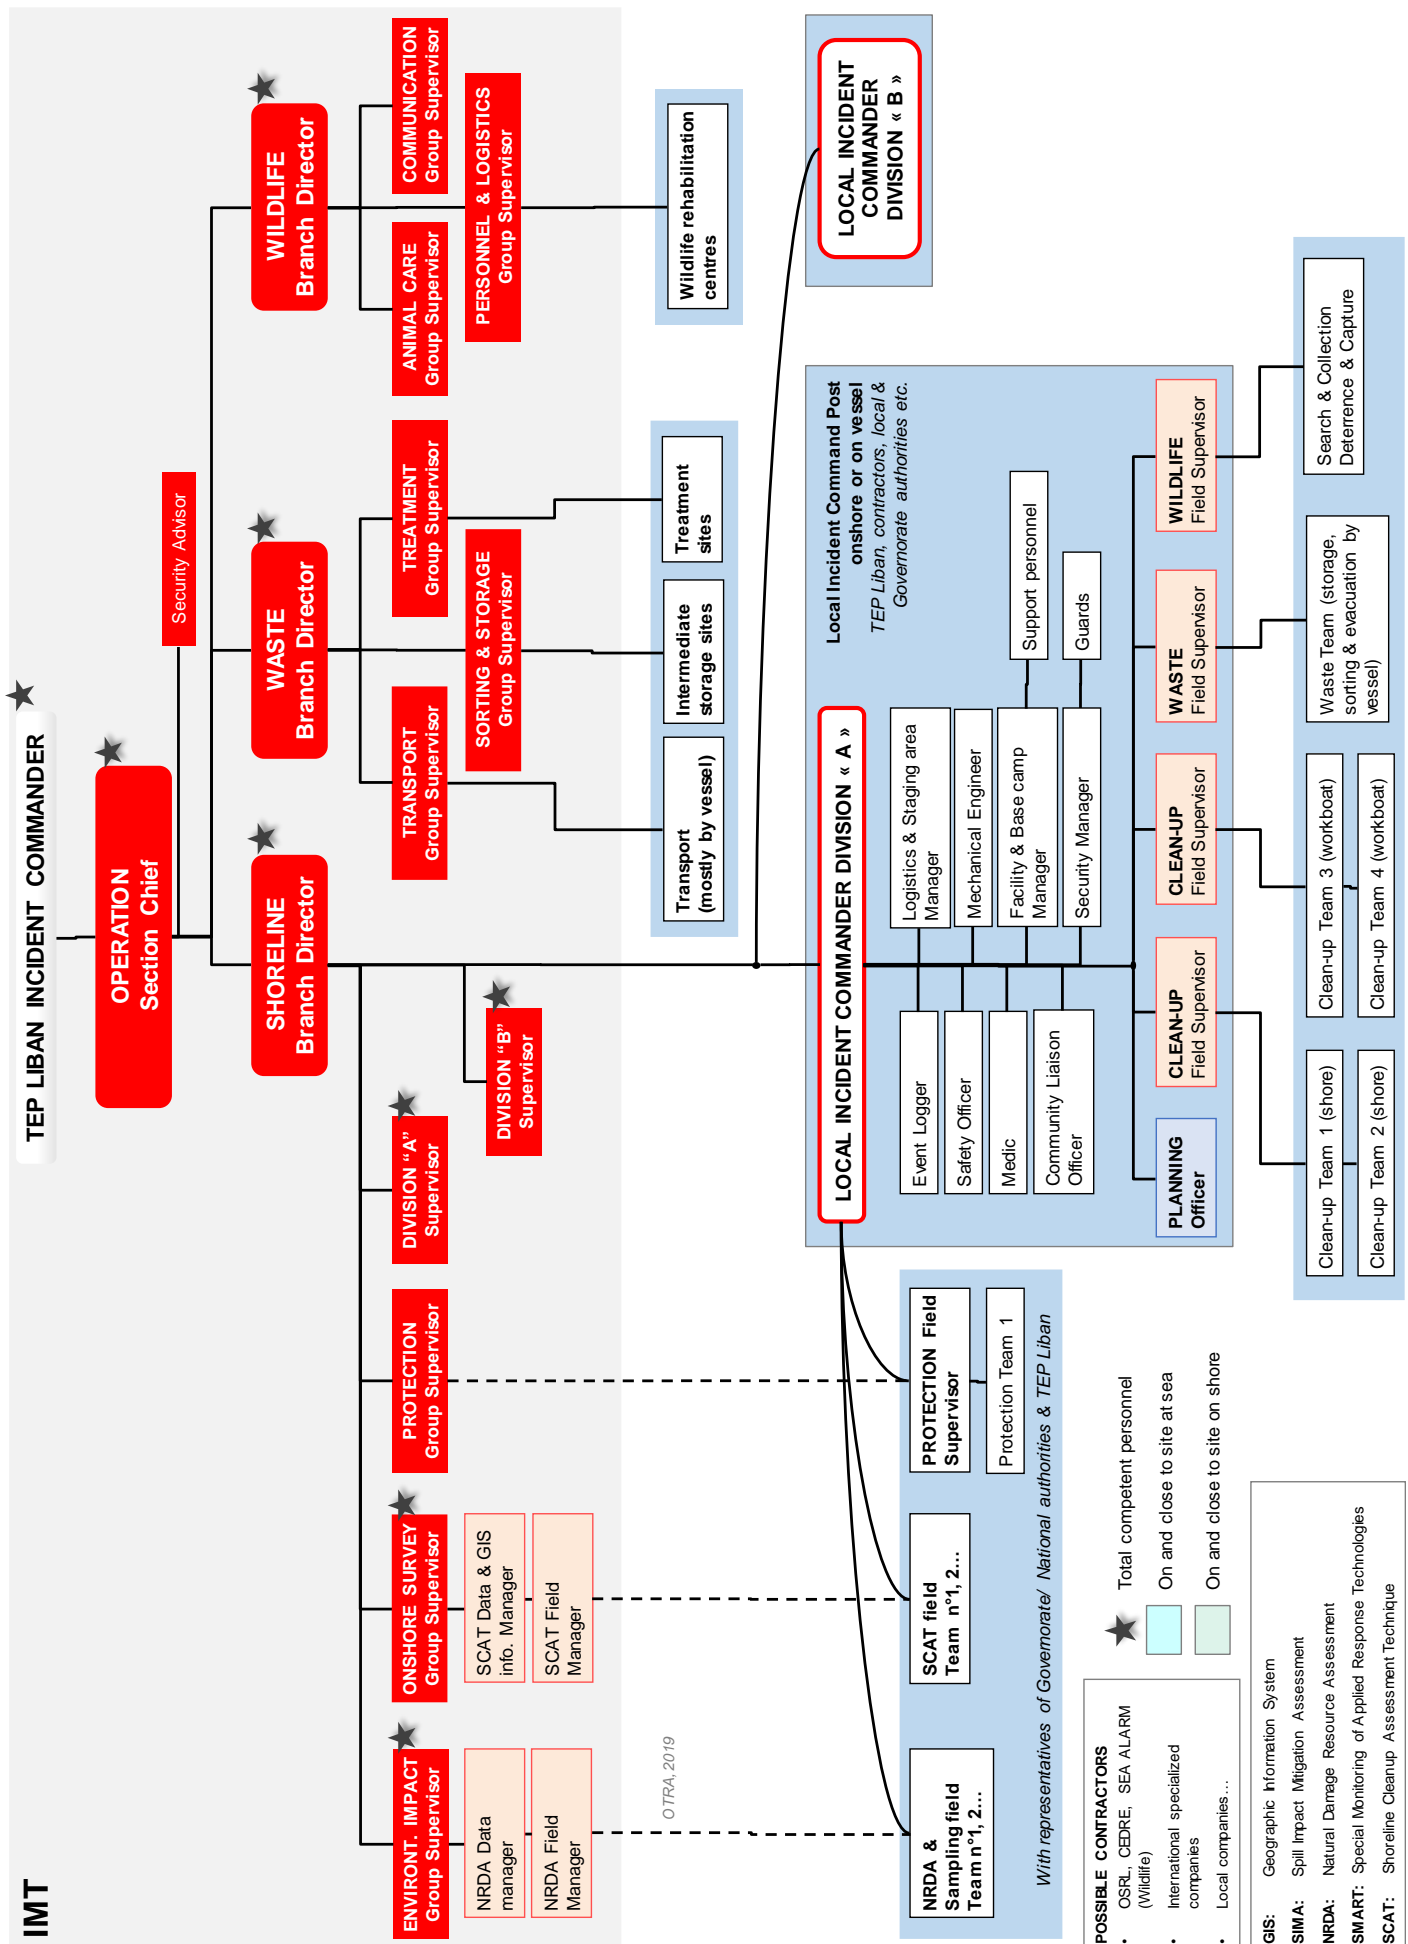 IMT
TEP LIBAN INCIDENT COMMANDER
OPERATION
Section Chief
Security Advisor
SHORELINE
Branch Director
WASTE
Branch Director
WILDLIFE
Branch Director
ENVIRONT. IMPACT
Group Supervisor
ONSHORE SURVEY
Group Supervisor
PROTECTION
Group Supervisor
DIVISION “A”
Supervisor
TRANSPORT
Group Supervisor
TREATMENT
Group Supervisor
ANIMAL CARE
Group Supervisor
COMMUNICATION
Group Supervisor
NRDA Data
manager
SCAT Data & GIS
info. Manager
DIVISION “B”
Supervisor
SORTING & STORAGE
Group Supervisor
PERSONNEL & LOGISTICS
Group Supervisor
NRDA Field
Manager
SCAT Field
Manager
OTRA, 2019
Transport
(mostly by vessel)
Intermediate
storage sites
Treatment
sites
Wildlife rehabilitation
centres
LOCAL INCIDENT COMMANDER DIVISION « A »
Local Incident Command Post
onshore or on vessel
TEP Liban, contractors, local &
Governorate authorities etc.
LOCAL INCIDENT
COMMANDER
DIVISION « B »
NRDA &
Sampling field
Team n°1, 2…
SCAT field
Team n°1, 2…
PROTECTION Field
Supervisor
Protection Team 1
With representatives of Governorate/ National authorities & TEP Liban
Event Logger
Safety Officer
Medic
Community Liaison
Officer
Logistics & Staging area
Manager
Mechanical Engineer
Facility & Base camp
Manager
Security Manager
Support personnel
Guards
PLANNING
Officer
CLEAN-UP
Field Supervisor
CLEAN-UP
Field Supervisor
WASTE
Field Supervisor
WILDLIFE
Field Supervisor
Clean-up Team 1 (shore)
Clean-up Team 2 (shore)
Clean-up Team 3 (workboat)
Clean-up Team 4 (workboat)
Waste Team (storage,
sorting & evacuation by
vessel)
Search & Collection
Deterrence & Capture
POSSIBLE CONTRACTORS
• OSRL, CEDRE, SEA ALARM
(Wildlife)
• International specialized
companies
• Local companies…
Total competent personnel
On and close to site at sea
On and close to site on shore
GIS: Geographic Information System
SIMA: Spill Impact Mitigation Assessment
NRDA: Natural Damage Resource Assessment
SMART: Special Monitoring of Applied Response Technologies
SCAT: Shoreline Cleanup Assessment Technique